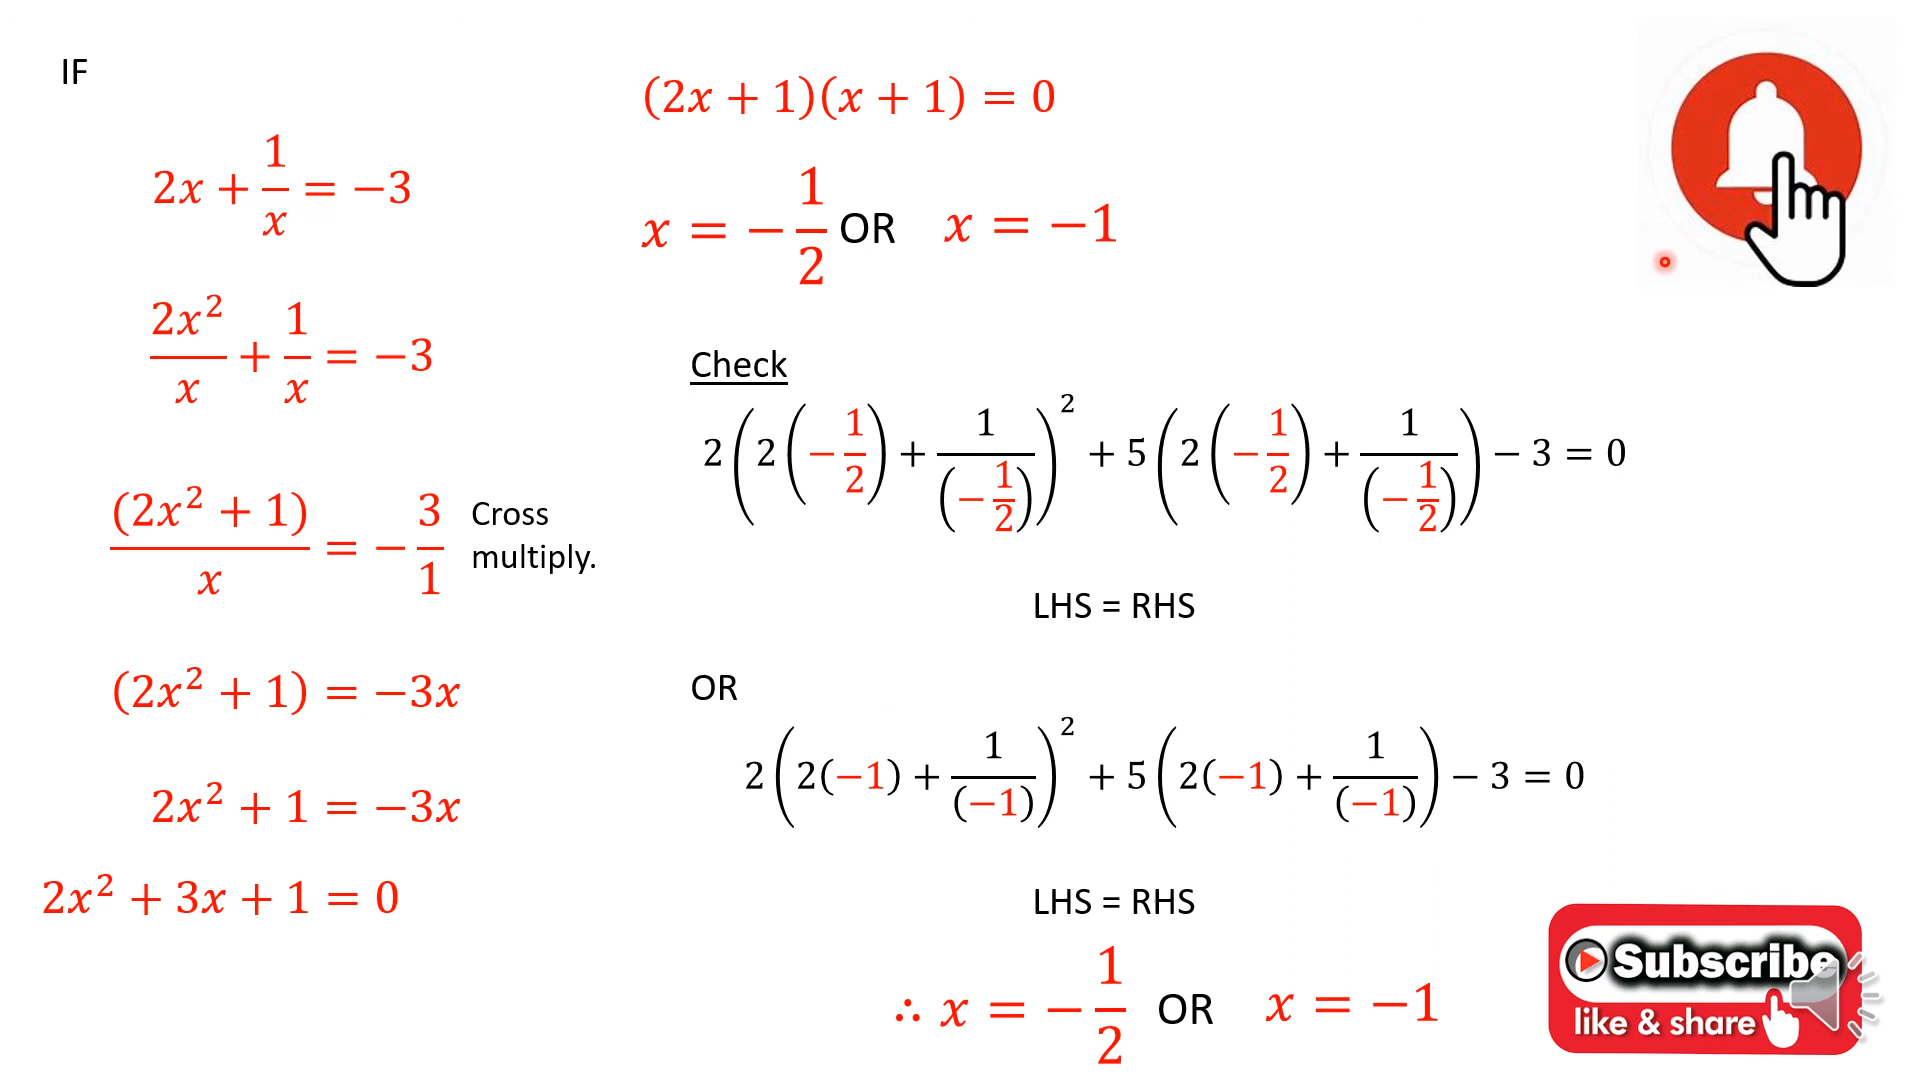 IF
2x + 1/x = −3
2x²/x + 1/x = −3
(2x² + 1)/x = −3/1 Cross
multiply.
(2x² + 1) = −3x
2x² + 1 = −3x
2x² + 3x + 1 = 0
(2x + 1)(x + 1) = 0
x = −1/2 OR x = −1
Check
2(2(−1/2) + 1/(−1/2))² + 5(2(−1/2) + 1/(−1/2)) − 3 = 0
LHS = RHS
OR
2(2(−1) + 1/(−1))² + 5(2(−1) + 1/(−1)) − 3 = 0
LHS = RHS
∴ x = −1/2 OR x = −1
Subscribe
like & share